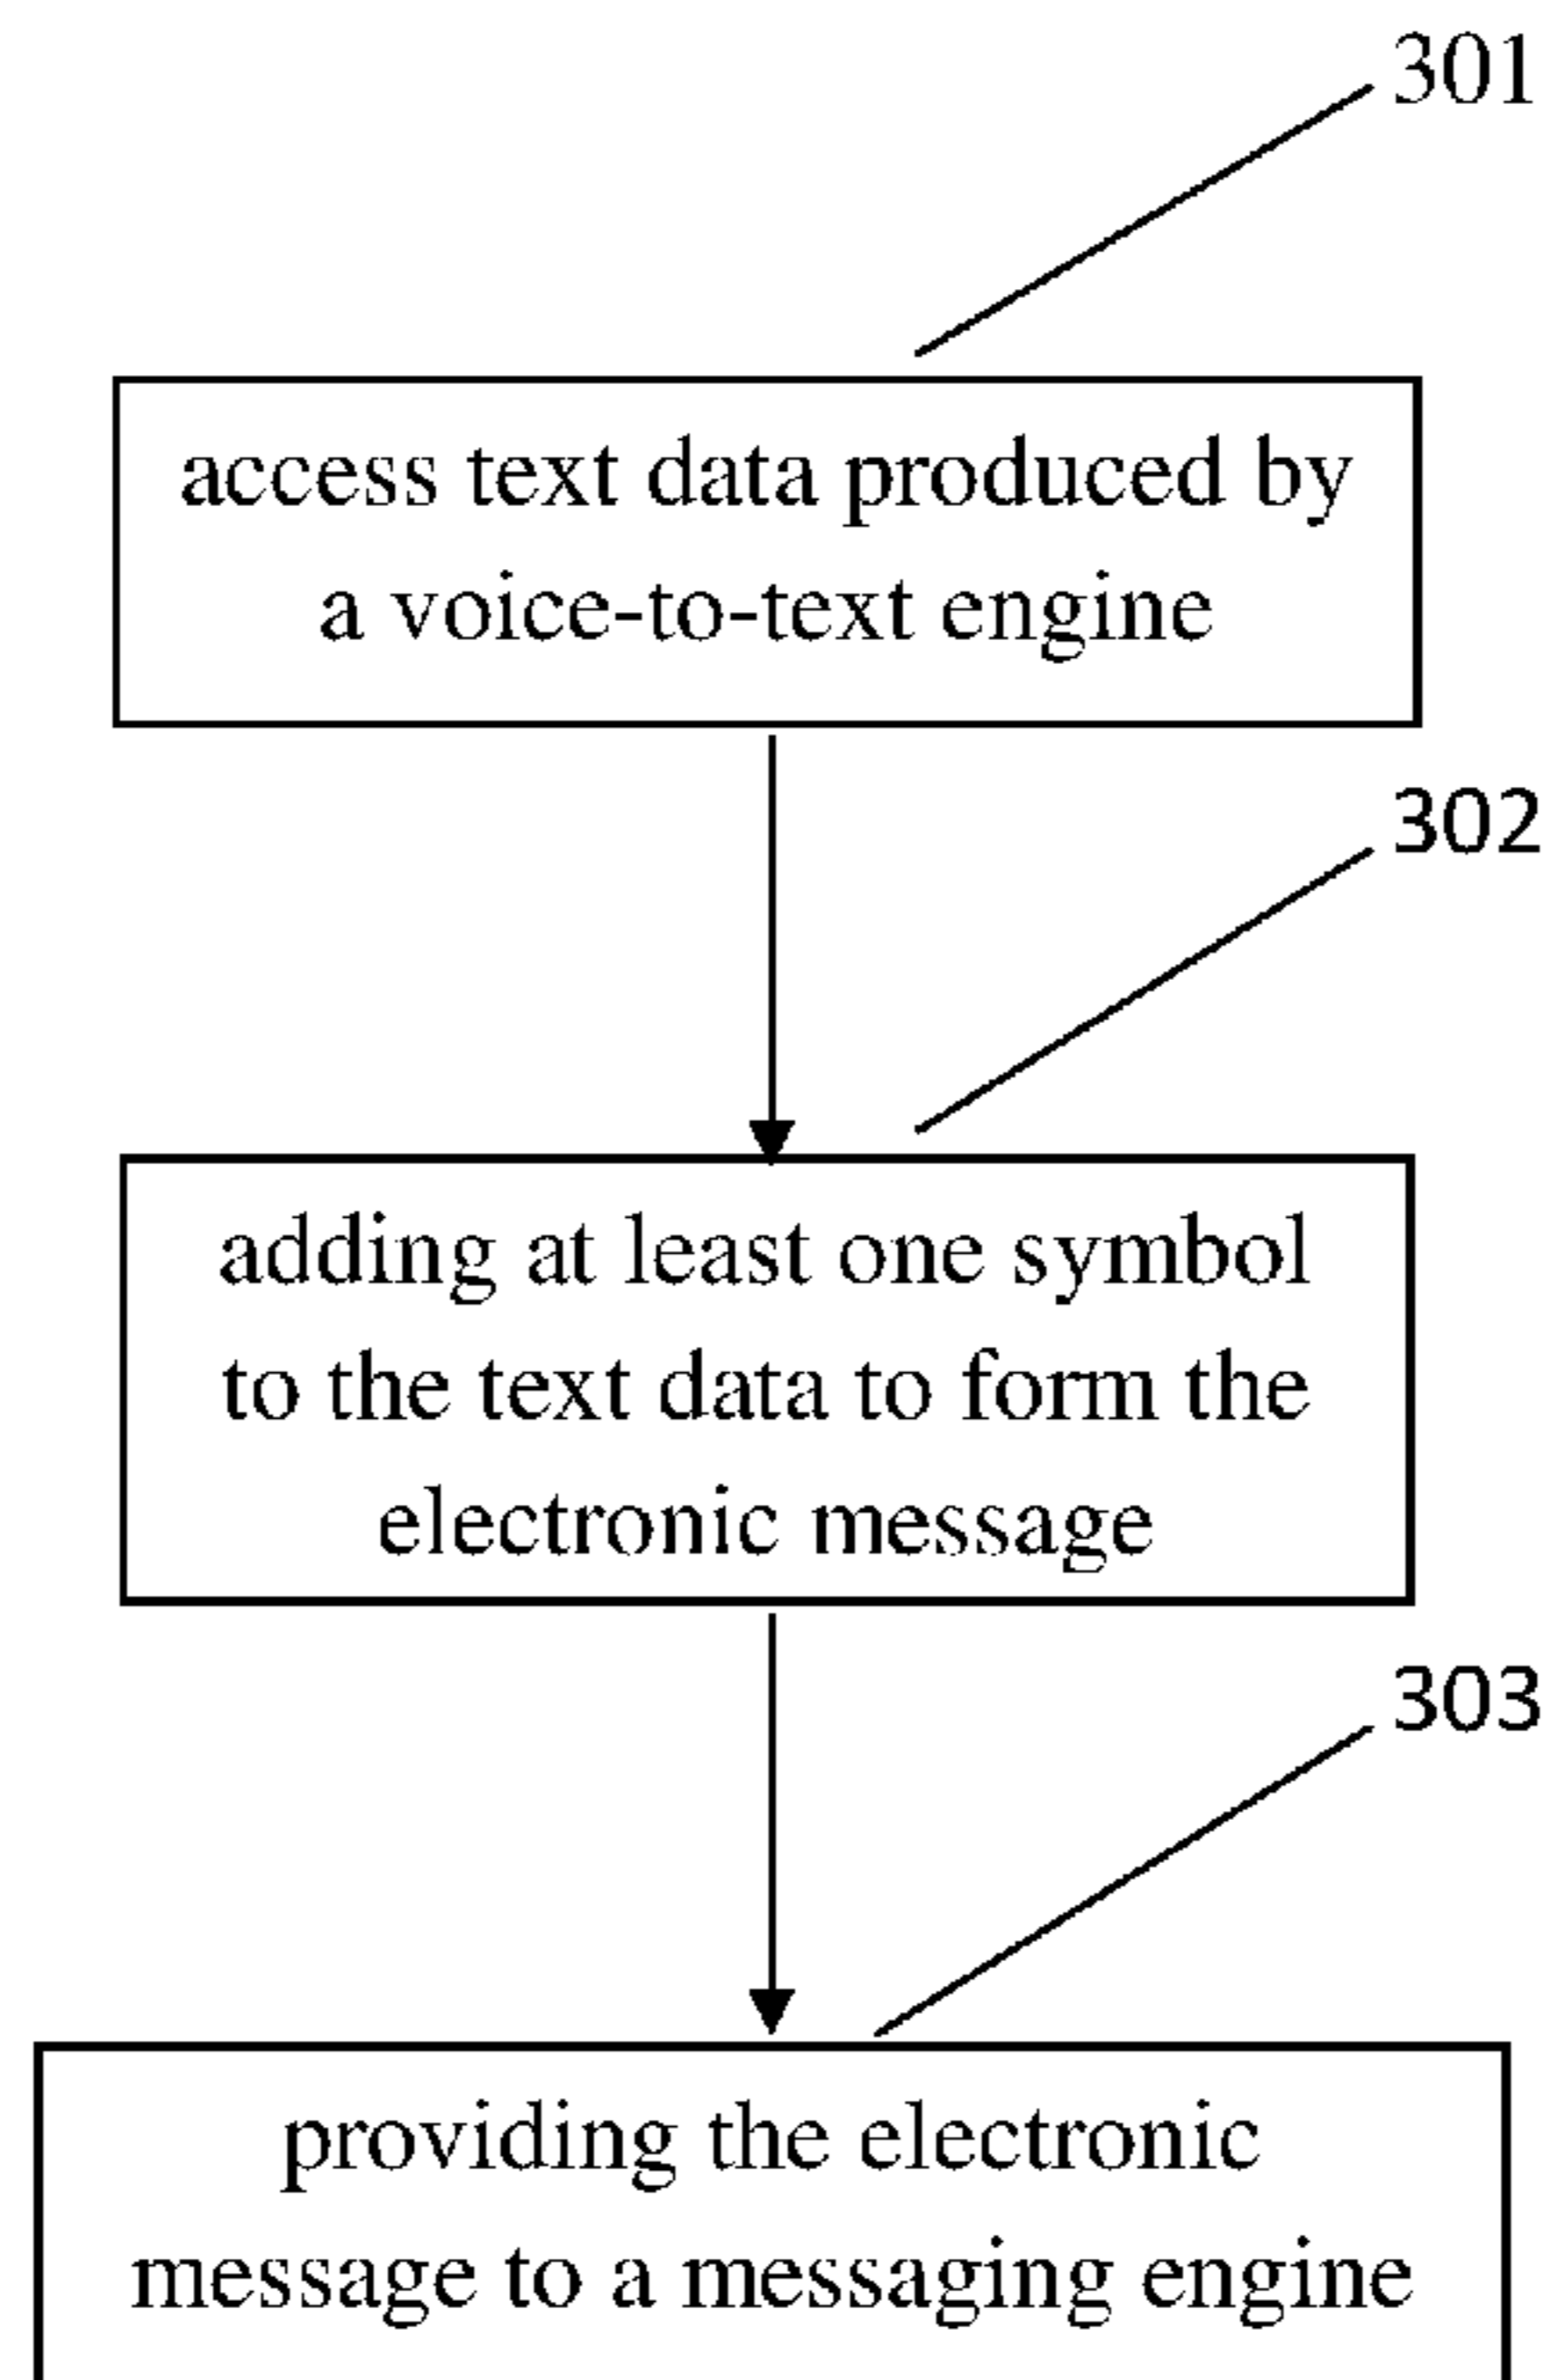 301
access text data produced by
a voice-to-text engine
302
adding at least one symbol
to the text data to form the
electronic message
303
providing the electronic
message to a messaging engine